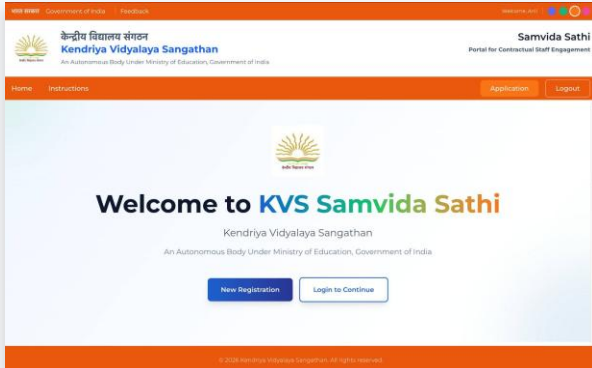 भारत सरकार Government of India Feedback
केन्द्रीय विद्यालय संगठन
Kendriya Vidyalaya Sangathan
An Autonomous Body Under Ministry of Education, Government of India
Samvida Sathi
Portal for Contractual Staff Engagement
Home Instructions Application Logout
Welcome to KVS Samvida Sathi
Kendriya Vidyalaya Sangathan
An Autonomous Body Under Ministry of Education, Government of India
New Registration Login to Continue
Kendriya Vidyalaya Sangathan. All rights reserved.